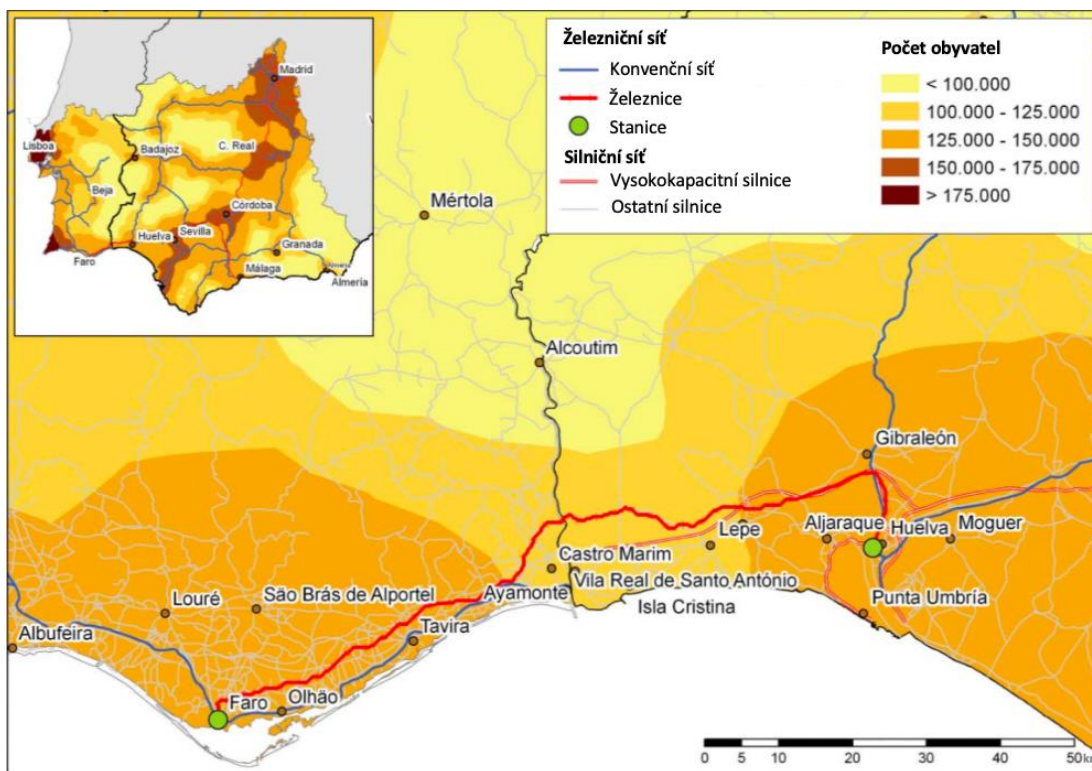 Železniční síť
Konvenční síť
Železnice
Stanice
Silniční síť
Vysokokapacitní silnice
Ostatní silnice
Počet obyvatel
< 100.000
100.000 - 125.000
125.000 - 150.000
150.000 - 175.000
> 175.000
Madrid
Lisboa
Badajoz
C. Real
Beja
Córdoba
Huelva
Sevilla
Faro
Granada
Málaga
Almería
Mértola
Alcoutim
Gibraleón
Lepe
Aljaraque
Huelva
Moguer
Castro Marim
Vila Real de Santo António
Ayamonte
Isla Cristina
Punta Umbría
Louré
São Brás de Alportel
Albufeira
Tavira
Faro
Olhão
0 5 10 20 30 40 50